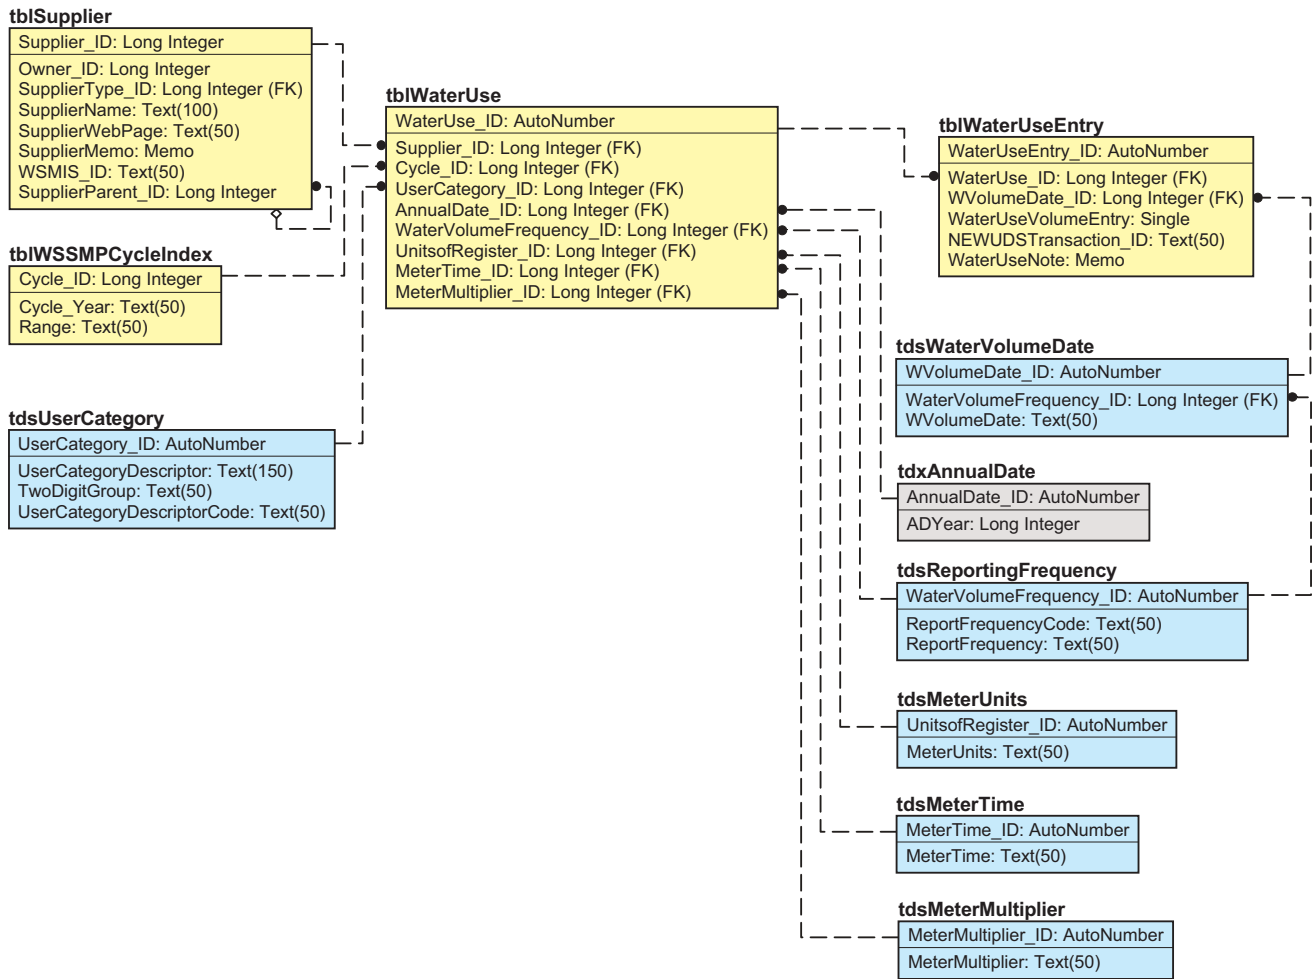 tblSupplier
Supplier_ID: Long Integer
Owner_ID: Long Integer
SupplierType_ID: Long Integer (FK)
SupplierName: Text(100)
SupplierWebPage: Text(50)
SupplierMemo: Memo
WSMIS_ID: Text(50)
SupplierParent_ID: Long Integer
tblWSSMPCycleIndex
Cycle_ID: Long Integer
Cycle_Year: Text(50)
Range: Text(50)
tdsUserCategory
UserCategory_ID: AutoNumber
UserCategoryDescriptor: Text(150)
TwoDigitGroup: Text(50)
UserCategoryDescriptorCode: Text(50)
tblWaterUse
WaterUse_ID: AutoNumber
Supplier_ID: Long Integer (FK)
Cycle_ID: Long Integer (FK)
UserCategory_ID: Long Integer (FK)
AnnualDate_ID: Long Integer (FK)
WaterVolumeFrequency_ID: Long Integer (FK)
UnitsofRegister_ID: Long Integer (FK)
MeterTime_ID: Long Integer (FK)
MeterMultiplier_ID: Long Integer (FK)
tblWaterUseEntry
WaterUseEntry_ID: AutoNumber
WaterUse_ID: Long Integer (FK)
WVolumeDate_ID: Long Integer (FK)
WaterUseVolumeEntry: Single
NEWUDSTransaction_ID: Text(50)
WaterUseNote: Memo
tdsWaterVolumeDate
WVolumeDate_ID: AutoNumber
WaterVolumeFrequency_ID: Long Integer (FK)
WVolumeDate: Text(50)
tdxAnnualDate
AnnualDate_ID: AutoNumber
ADYear: Long Integer
tdsReportingFrequency
WaterVolumeFrequency_ID: AutoNumber
ReportFrequencyCode: Text(50)
ReportFrequency: Text(50)
tdsMeterUnits
UnitsofRegister_ID: AutoNumber
MeterUnits: Text(50)
tdsMeterTime
MeterTime_ID: AutoNumber
MeterTime: Text(50)
tdsMeterMultiplier
MeterMultiplier_ID: AutoNumber
MeterMultiplier: Text(50)